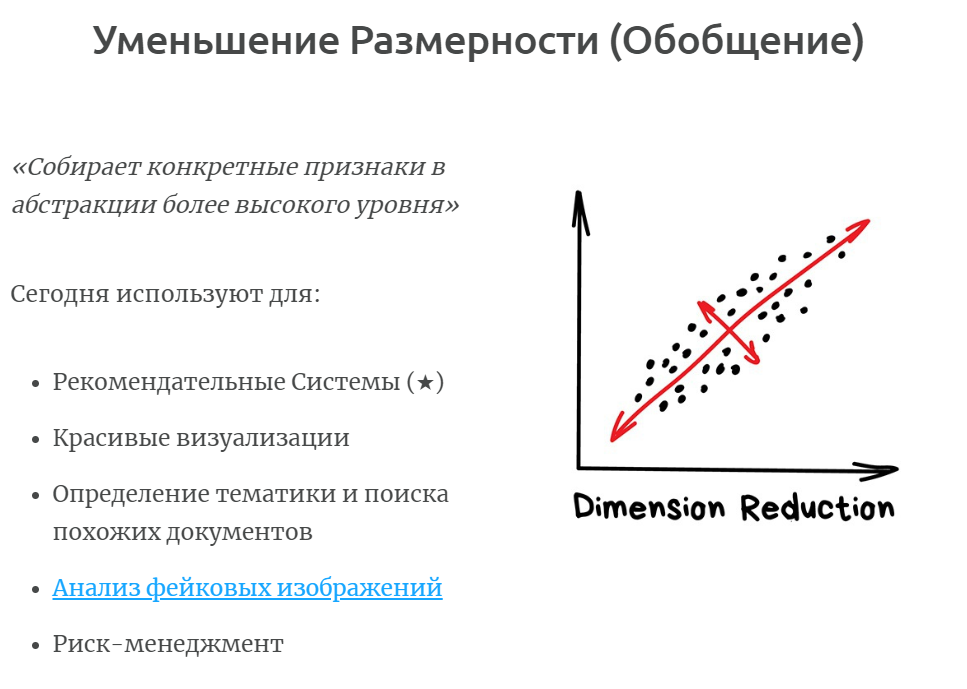 Уменьшение Размерности (Обобщение)
«Собирает конкретные признаки в
абстракции более высокого уровня»
Сегодня используют для:
• Рекомендательные Системы (★)
• Красивые визуализации
• Определение тематики и поиска
похожих документов
• Анализ фейковых изображений
• Риск-менеджмент
Dimension Reduction